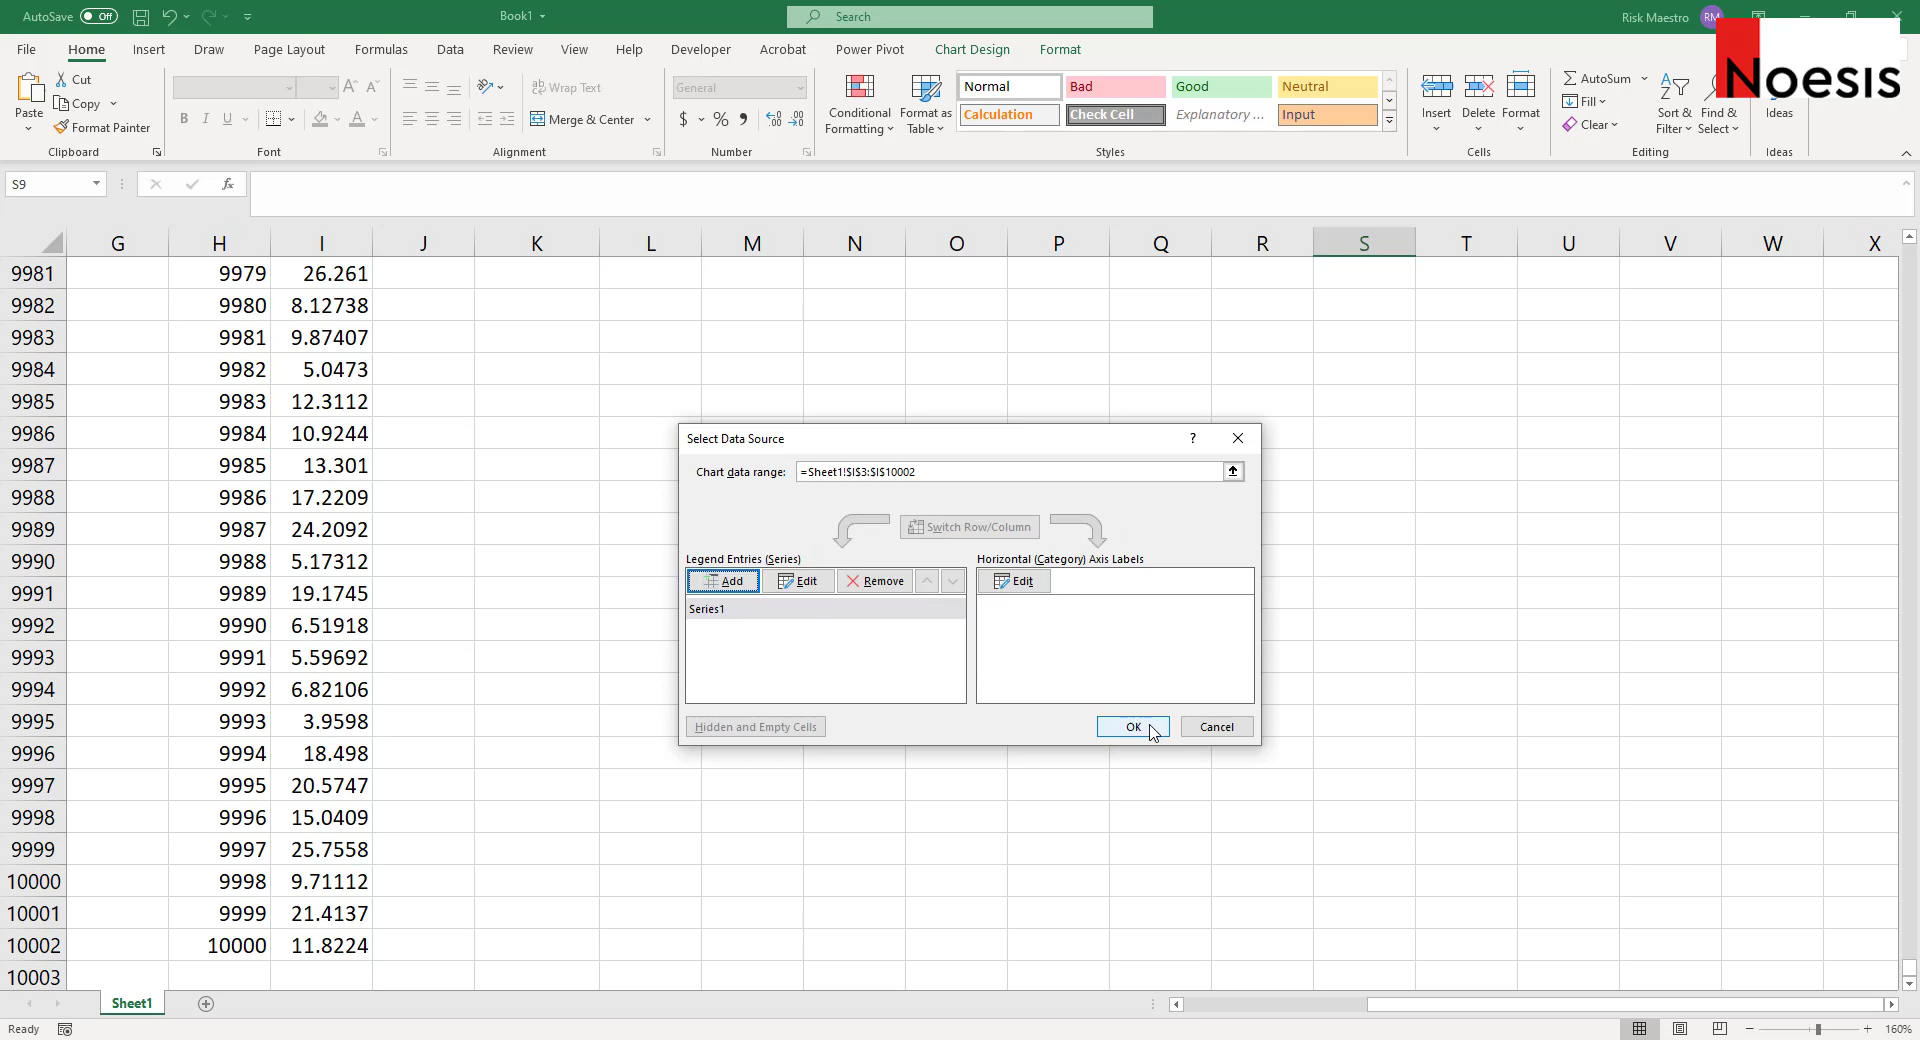 AutoSave Off Book1 Search Risk Maestro RM
Noesis
File Home Insert Draw Page Layout Formulas Data Review View Help Developer Acrobat Power Pivot Chart Design Format
Paste Cut Copy Format Painter
Wrap Text Merge & Center
General
$ % ,
Conditional Formatting Format as Table
Normal Bad Good Neutral
Calculation Check Cell Explanatory ... Input
Insert Delete Format
AutoSum Fill Clear
Sort & Filter Find & Select Ideas
Clipboard Font Alignment Number Styles Cells Editing Ideas
S9 fx
G H I J K L M N O P Q R S T U V W X
9981 9979 26.261
9982 9980 8.12738
9983 9981 9.87407
9984 9982 5.0473
9985 9983 12.3112
9986 9984 10.9244
9987 9985 13.301
9988 9986 17.2209
9989 9987 24.2092
9990 9988 5.17312
9991 9989 19.1745
9992 9990 6.51918
9993 9991 5.59692
9994 9992 6.82106
9995 9993 3.9598
9996 9994 18.498
9997 9995 20.5747
9998 9996 15.0409
9999 9997 25.7558
10000 9998 9.71112
10001 9999 21.4137
10002 10000 11.8224
10003
Select Data Source ?
Chart data range: =Sheet1!$I$3:$I$10002
Switch Row/Column
Legend Entries (Series) Horizontal (Category) Axis Labels
Add Edit Remove Edit
Series1
Hidden and Empty Cells OK Cancel
Sheet1
Ready 160%